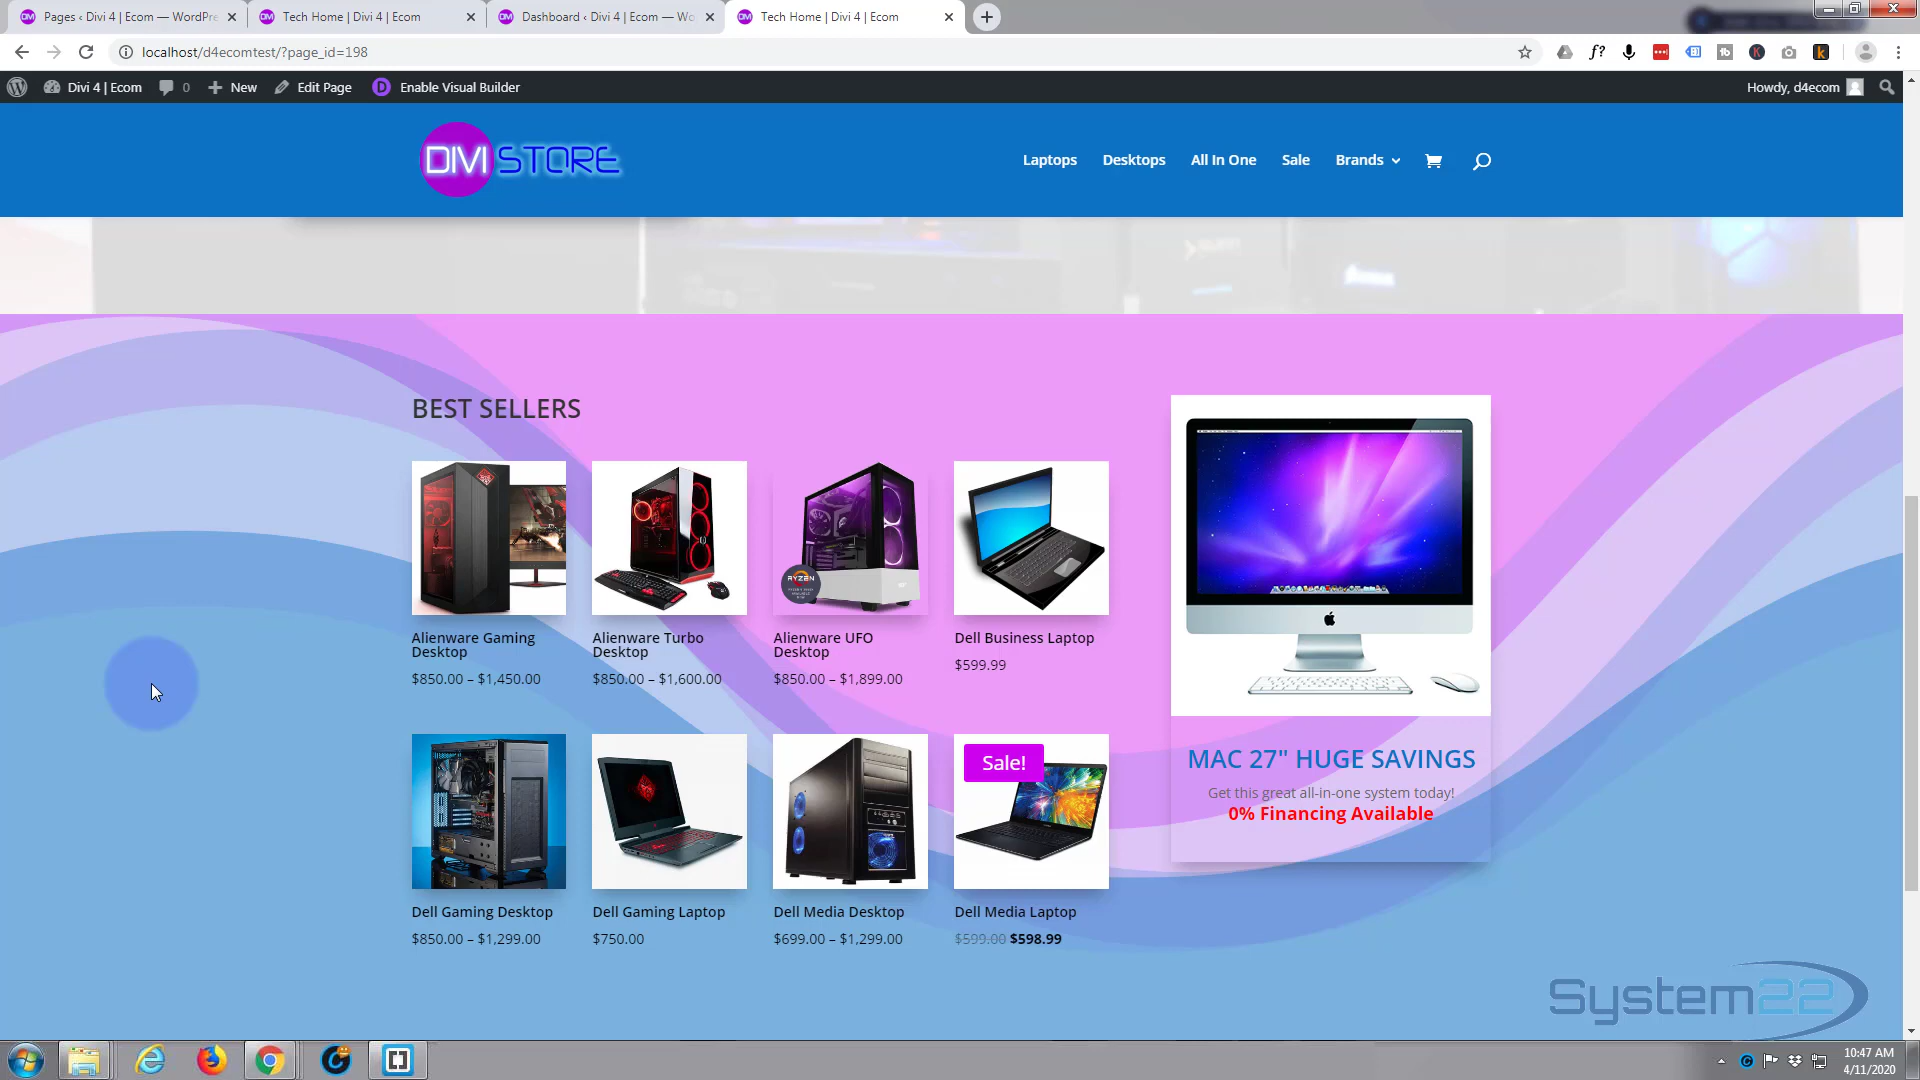 Pages ‹ Divi 4 | Ecom — WordPre
Tech Home | Divi 4 | Ecom
Dashboard ‹ Divi 4 | Ecom — Wo
Tech Home | Divi 4 | Ecom
localhost/d4ecomtest/?page_id=198
Divi 4 | Ecom
0
New
Edit Page
D
Enable Visual Builder
Howdy, d4ecom
DIVI STORE
Laptops
Desktops
All In One
Sale
Brands
BEST SELLERS
RYZEN
Alienware Gaming
Desktop
$850.00 – $1,450.00
Alienware Turbo
Desktop
$850.00 – $1,600.00
Alienware UFO
Desktop
$850.00 – $1,899.00
Dell Business Laptop
$599.99
Sale!
Dell Gaming Desktop
$850.00 – $1,299.00
Dell Gaming Laptop
$750.00
Dell Media Desktop
$699.00 – $1,299.00
Dell Media Laptop
$599.00 $598.99
MAC 27" HUGE SAVINGS
Get this great all-in-one system today!
0% Financing Available
System22
10:47 AM
4/11/2020